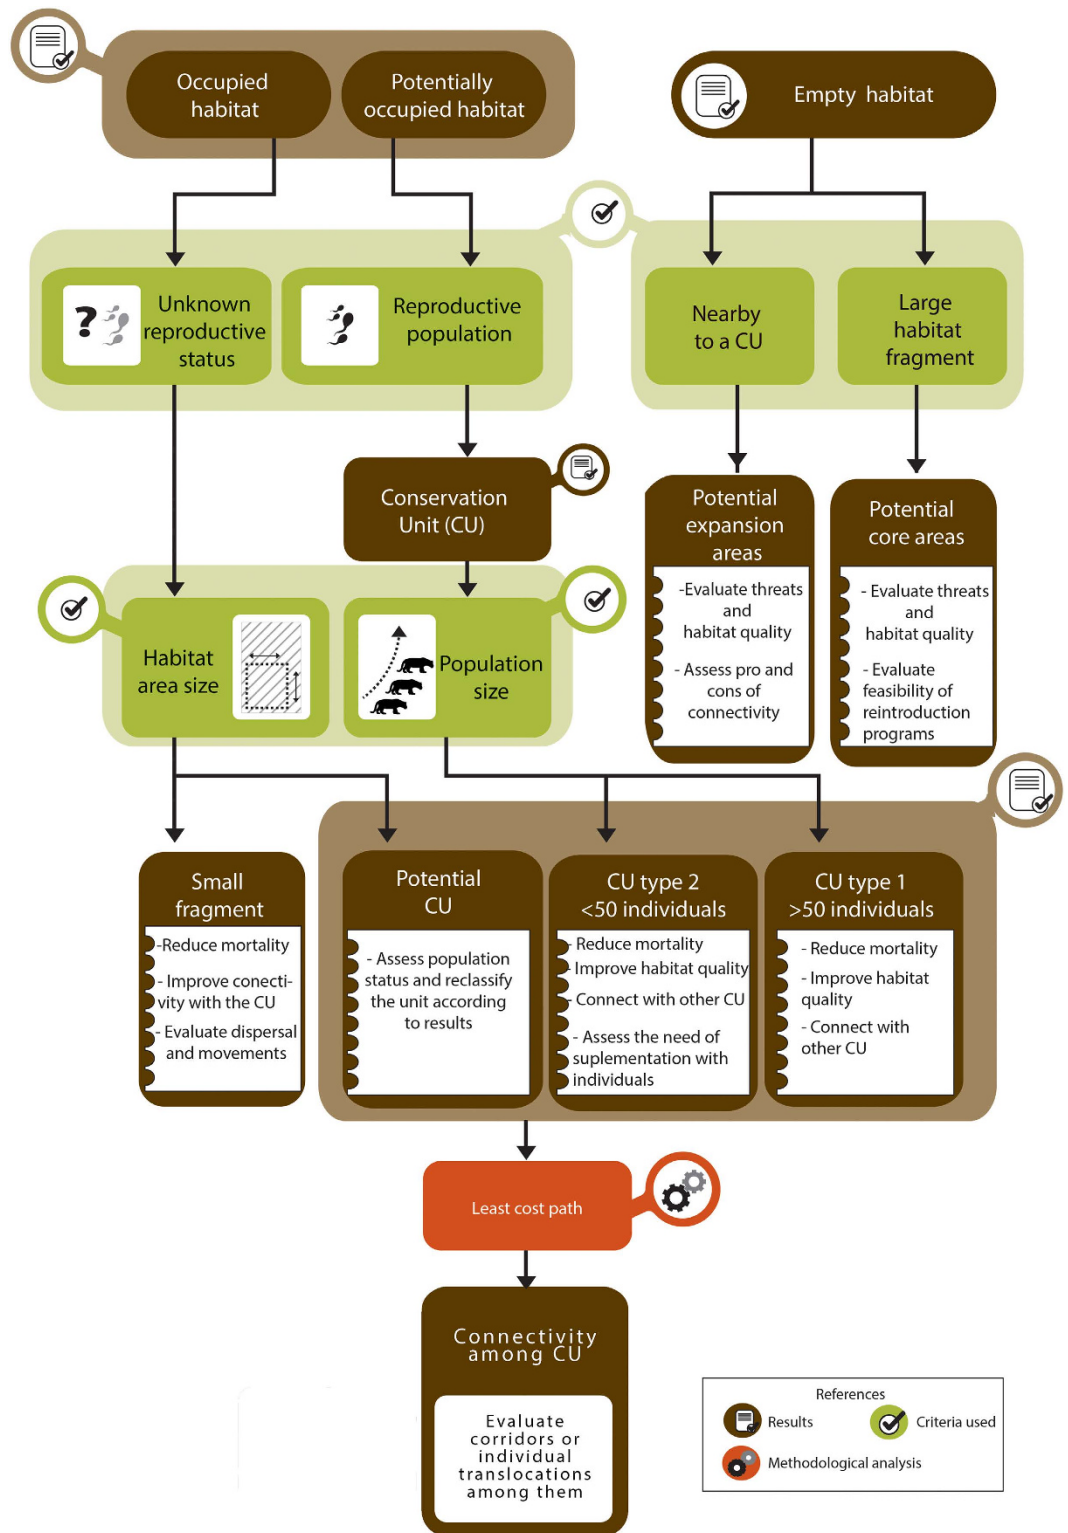 Occupied
habitat
Potentially
occupied habitat
Empty habitat
Unknown
reproductive
status
Reproductive
population
Nearby
to a CU
Large
habitat
fragment
Conservation
Unit (CU)
Potential
expansion
areas
-Evaluate threats
and
habitat quality
- Assess pro and
cons of
connectivity
Potential
core areas
- Evaluate threats
and
habitat quality
- Evaluate
feasibility of
reintroduction
programs
Habitat
area size
Population
size
Small
fragment
-Reduce mortality
- Improve conecti-
vity with the CU
- Evaluate dispersal
and movements
Potential
CU
- Assess population
status and reclassify
the unit according
to results
CU type 2
<50 individuals
- Reduce mortality
- Improve habitat quality
- Connect with other CU
- Assess the need of
suplementation with
individuals
CU type 1
>50 individuals
- Reduce mortality
- Improve habitat
quality
- Connect with
other CU
Least cost path
Connectivity
among CU
Evaluate
corridors or
individual
translocations
among them
References
Results
Criteria used
Methodological analysis